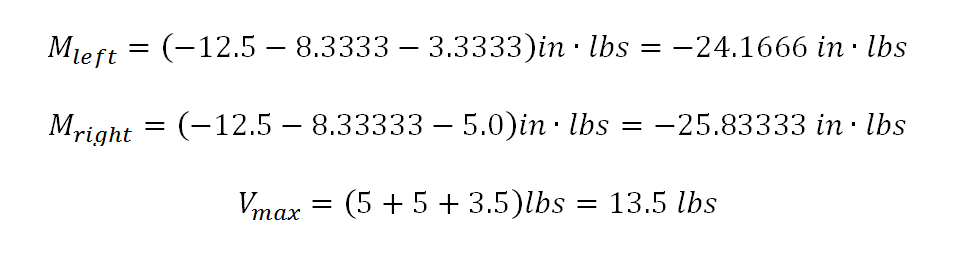 M_left = (−12.5 − 8.3333 − 3.3333)in · lbs = −24.1666 in · lbs
M_right = (−12.5 − 8.33333 − 5.0)in · lbs = −25.83333 in · lbs
V_max = (5 + 5 + 3.5)lbs = 13.5 lbs